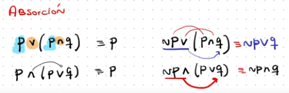 Absorción
p ∨ (p ∧ q) ≡ p    ~p ∨ (p ∧ q) ≡ ~p ∨ q
p ∧ (p ∨ q) ≡ p    ~p ∧ (p ∨ q) ≡ ~p ∧ q